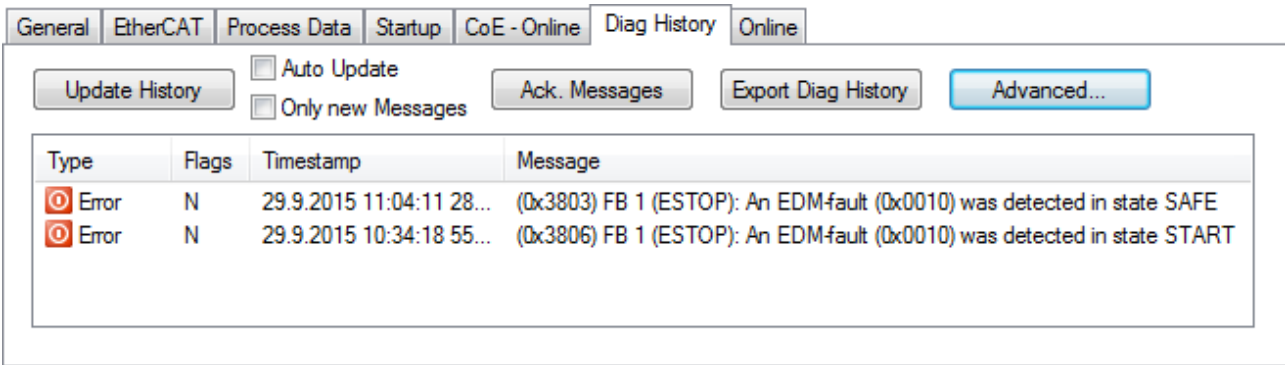 General EtherCAT Process Data Startup CoE - Online Diag History Online
Update History Auto Update Ack. Messages Export Diag History Advanced...
Only new Messages
Type Flags Timestamp Message
Error N 29.9.2015 11:04:11 28... (0x3803) FB 1 (ESTOP): An EDM-fault (0x0010) was detected in state SAFE
Error N 29.9.2015 10:34:18 55... (0x3806) FB 1 (ESTOP): An EDM-fault (0x0010) was detected in state START